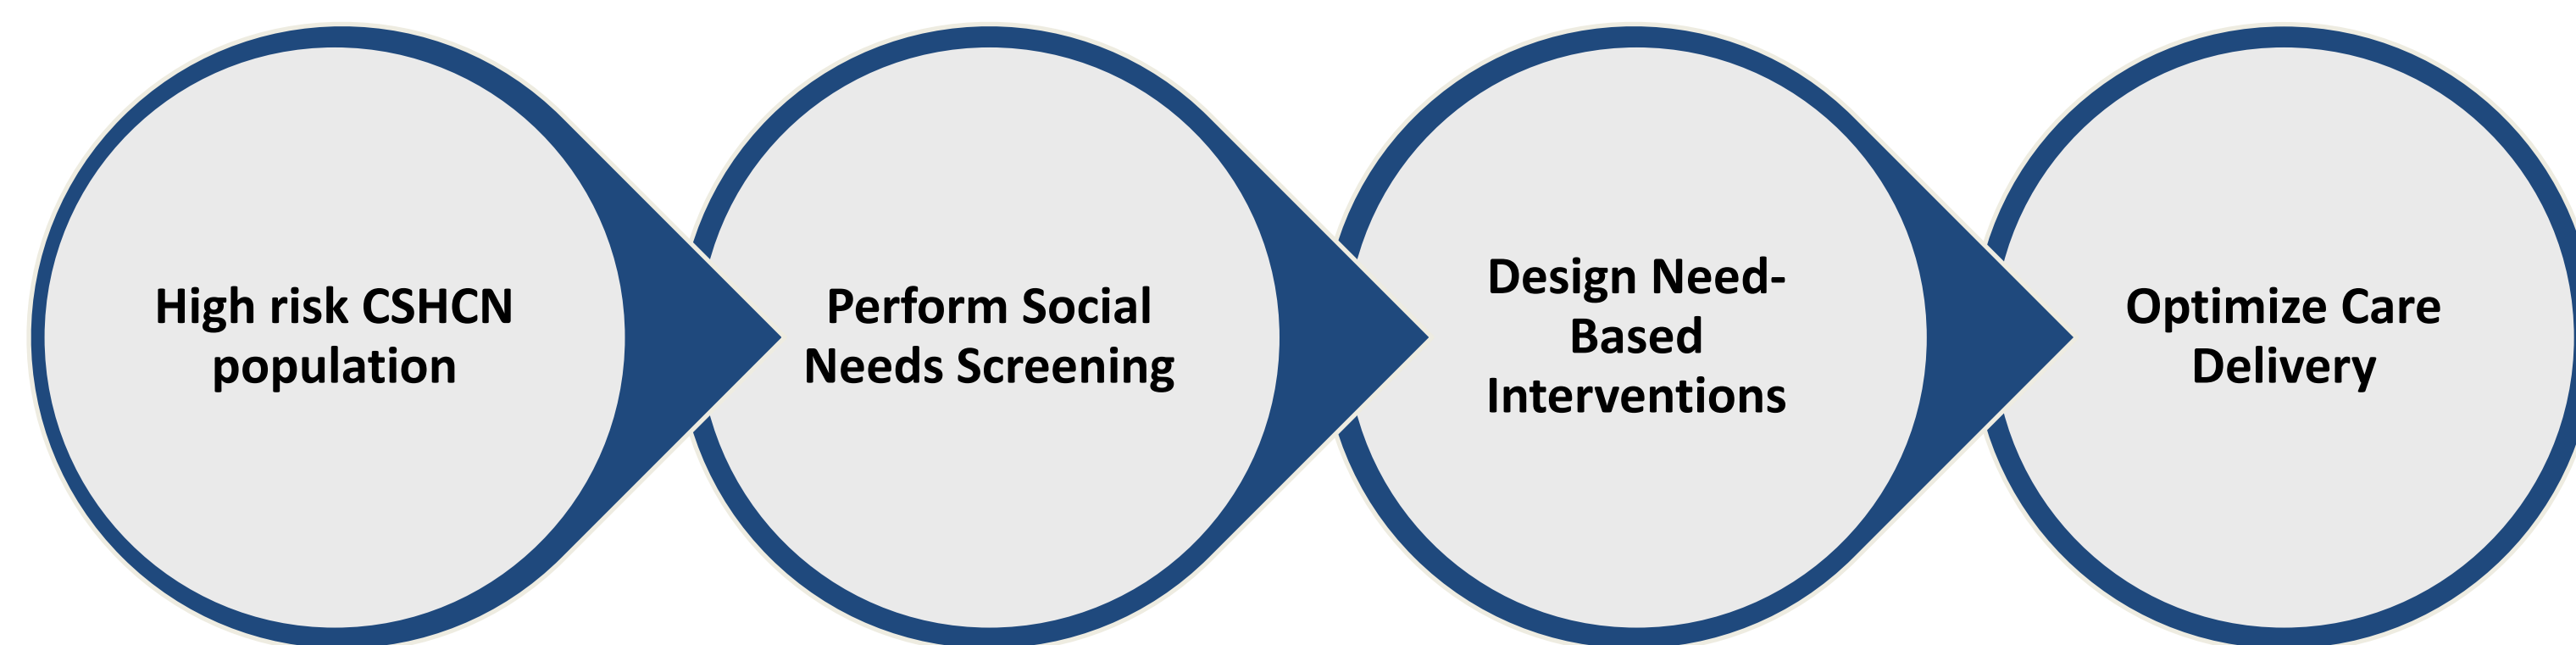 High risk CSHCN
population
Perform Social
Needs Screening
Design Need-
Based
Interventions
Optimize Care
Delivery